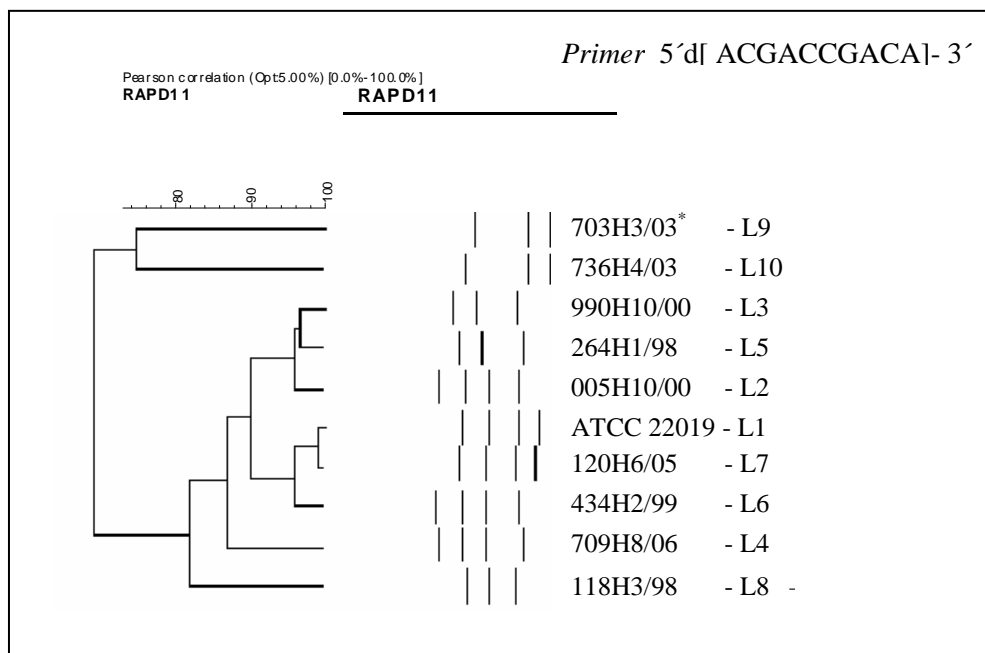 Primer 5´d[ ACGACCGACA]- 3´
Pearson correlation (Opt:5.00%) [0.0%-100.0%]
RAPD11 RAPD11
80 90 100
703H3/03* - L9
736H4/03 - L10
990H10/00 - L3
264H1/98 - L5
005H10/00 - L2
ATCC 22019 - L1
120H6/05 - L7
434H2/99 - L6
709H8/06 - L4
118H3/98 - L8 -